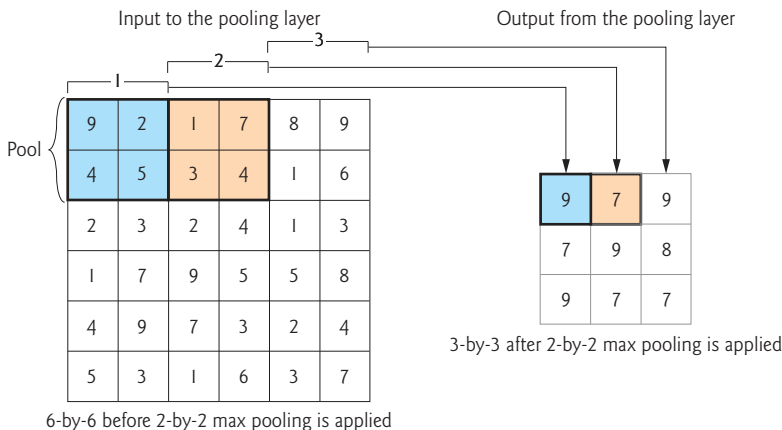 Input to the pooling layer
Output from the pooling layer
3
2
1
Pool
9 2 1 7 8 9
4 5 3 4 1 6
2 3 2 4 1 3
1 7 9 5 5 8
4 9 7 3 2 4
5 3 1 6 3 7
9 7 9
7 9 8
9 7 7
3-by-3 after 2-by-2 max pooling is applied
6-by-6 before 2-by-2 max pooling is applied